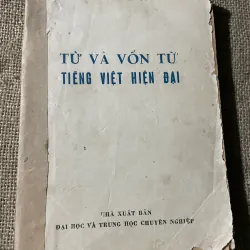 TỪ VÀ VỐN TỪ
TIẾNG VIỆT HIỆN ĐẠI
NHÀ XUẤT BẢN
ĐẠI HỌC VÀ TRUNG HỌC CHUYÊN NGHIỆP